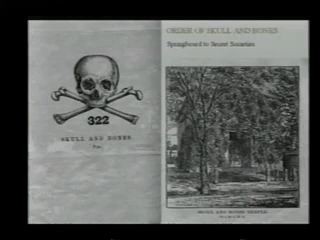 322
SKULL AND BONES
ORDER OF SKULL AND BONES
Springboard to Secret Societies
SKULL AND BONES TEMPLE